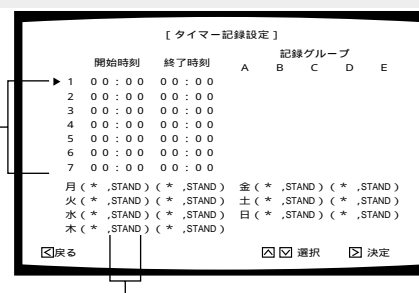 [ タイマー記録設定 ]
記録グループ
開始時刻 終了時刻 A B C D E
▶ 1 00:00 00:00
2 00:00 00:00
3 00:00 00:00
4 00:00 00:00
5 00:00 00:00
6 00:00 00:00
7 00:00 00:00
月 ( * ,STAND ) ( * ,STAND ) 金 ( * ,STAND ) ( * ,STAND )
火 ( * ,STAND ) ( * ,STAND ) 土 ( * ,STAND ) ( * ,STAND )
水 ( * ,STAND ) ( * ,STAND ) 日 ( * ,STAND ) ( * ,STAND )
木 ( * ,STAND ) ( * ,STAND )
戻る 選択 決定